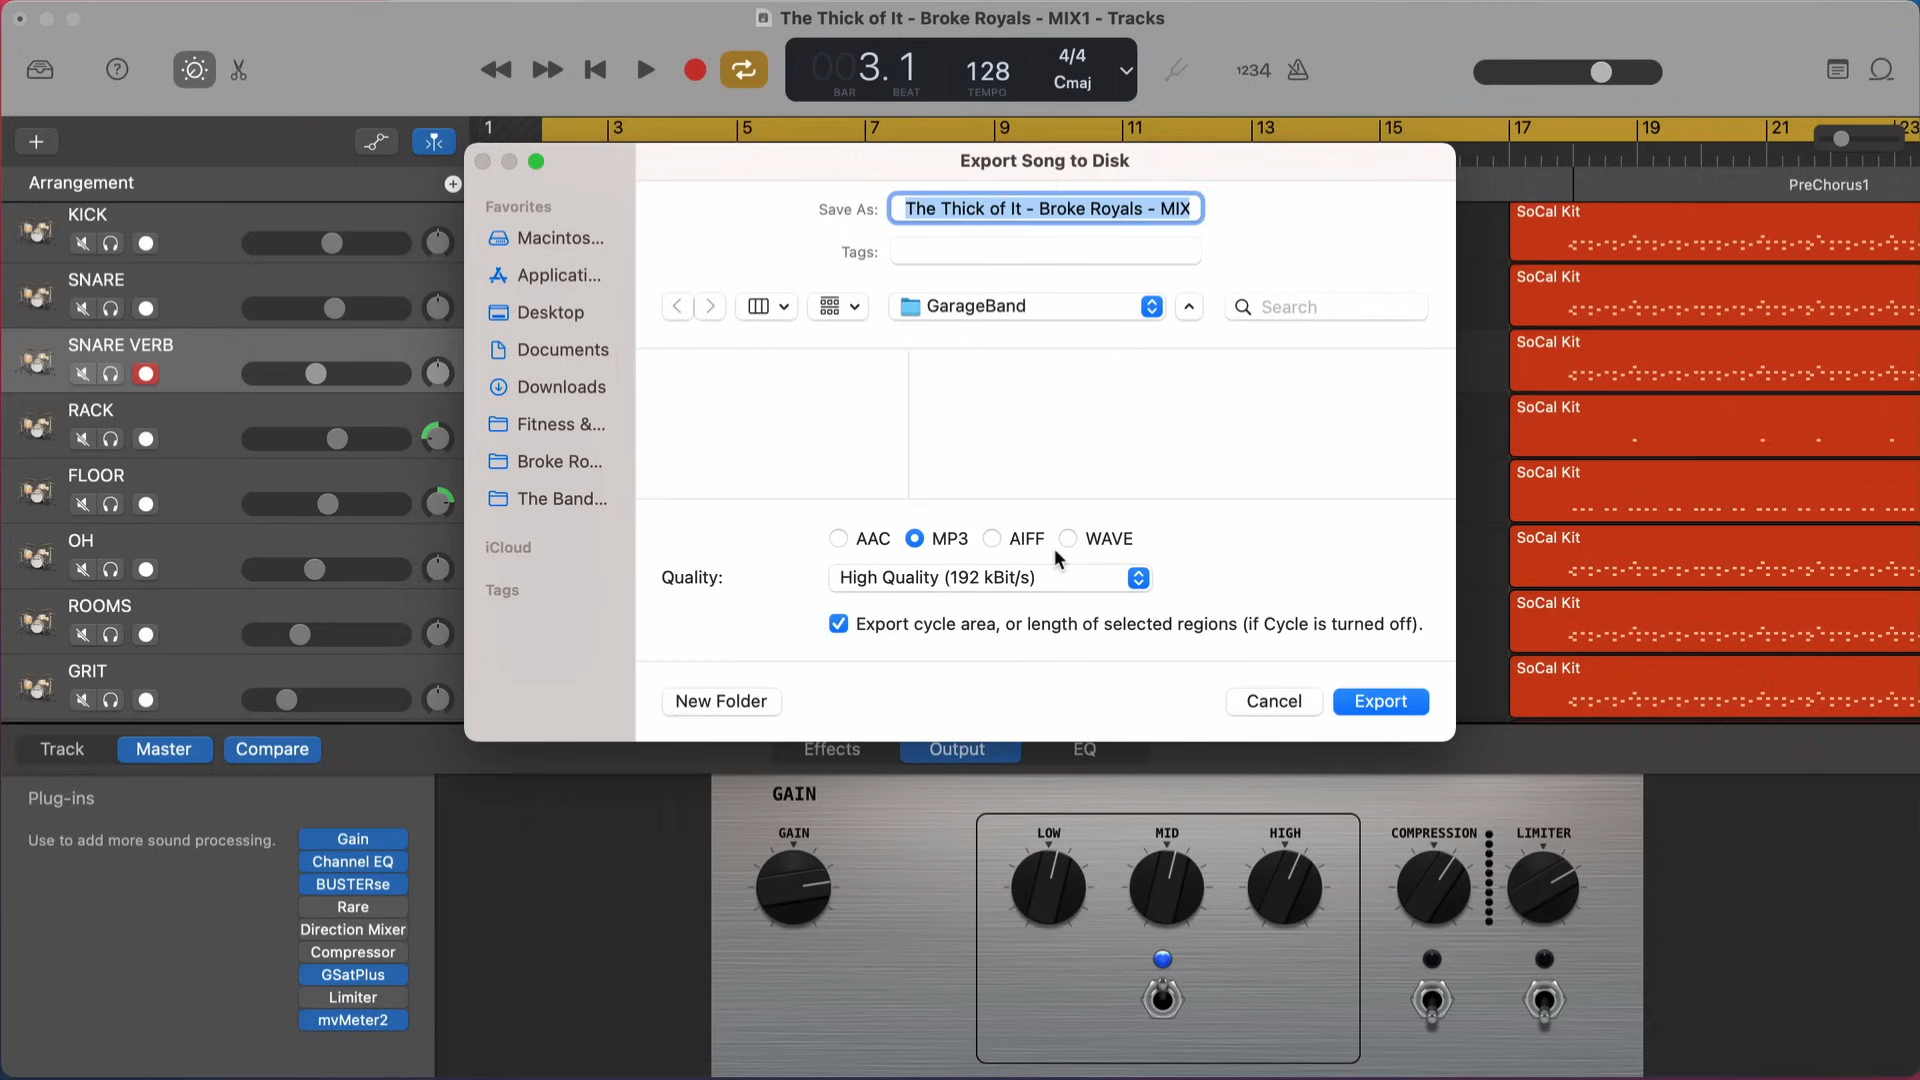 The Thick of It - Broke Royals - MIX1 - Tracks
003.1
BAR
BEAT
128
TEMPO
4/4
Cmaj
1234
1
3
5
7
9
11
13
15
17
19
21
23
Arrangement
PreChorus1
KICK
SNARE
SNARE VERB
RACK
FLOOR
OH
ROOMS
GRIT
SoCal Kit
SoCal Kit
SoCal Kit
SoCal Kit
SoCal Kit
SoCal Kit
SoCal Kit
SoCal Kit
Export Song to Disk
Favorites
Macintos...
Applicati...
Desktop
Documents
Downloads
Fitness &...
Broke Ro...
The Band...
iCloud
Tags
Save As:
The Thick of It - Broke Royals - MIX
Tags:
GarageBand
Search
AAC
MP3
AIFF
WAVE
Quality:
High Quality (192 kBit/s)
Export cycle area, or length of selected regions (if Cycle is turned off).
New Folder
Cancel
Export
Track
Master
Compare
Effects
Output
EQ
Plug-ins
Use to add more sound processing.
Gain
Channel EQ
BUSTERse
Rare
Direction Mixer
Compressor
GSatPlus
Limiter
mvMeter2
GAIN
GAIN
LOW
MID
HIGH
COMPRESSION
LIMITER